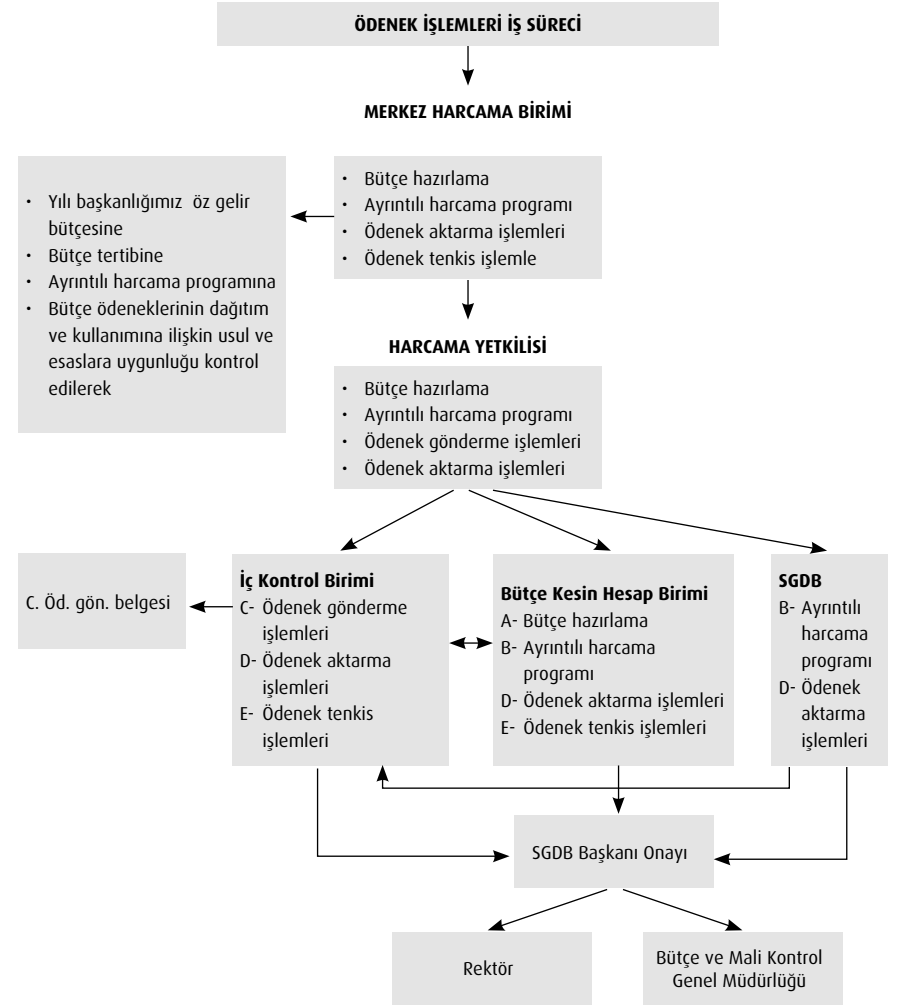 ÖDENEK İŞLEMLERİ İŞ SÜRECİ
MERKEZ HARCAMA BİRİMİ
• Bütçe hazırlama
• Ayrıntılı harcama programı
• Ödenek aktarma işlemleri
• Ödenek tenkis işlemle
• Yılı başkanlığımız öz gelir
bütçesine
• Bütçe tertibine
• Ayrıntılı harcama programına
• Bütçe ödeneklerinin dağıtım
ve kullanımına ilişkin usul ve
esaslara uygunluğu kontrol
edilerek
HARCAMA YETKİLİSİ
• Bütçe hazırlama
• Ayrıntılı harcama programı
• Ödenek gönderme işlemleri
• Ödenek aktarma işlemleri
C. Öd. gön. belgesi
İç Kontrol Birimi
C- Ödenek gönderme
işlemleri
D- Ödenek aktarma
işlemleri
E- Ödenek tenkis
işlemleri
Bütçe Kesin Hesap Birimi
A- Bütçe hazırlama
B- Ayrıntılı harcama
programı
D- Ödenek aktarma işlemleri
E- Ödenek tenkis işlemleri
SGDB
B- Ayrıntılı
harcama
programı
D- Ödenek
aktarma
işlemleri
SGDB Başkanı Onayı
Rektör
Bütçe ve Mali Kontrol
Genel Müdürlüğü